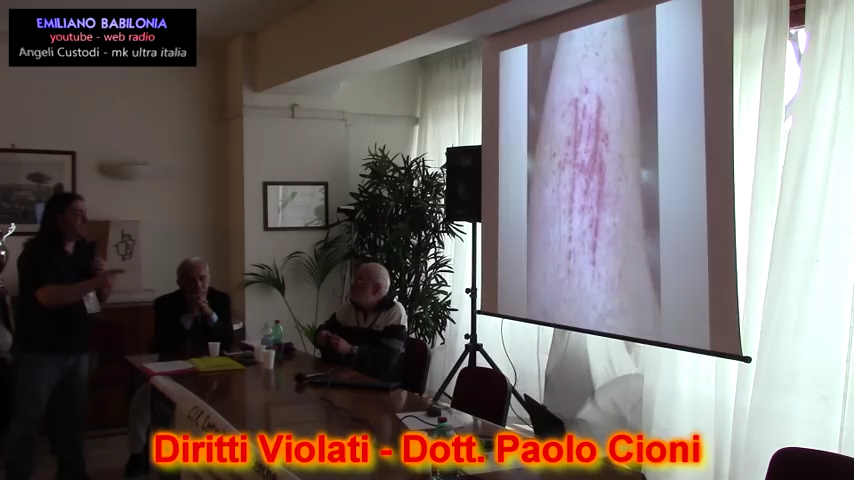 EMILIANO BABILONIA
youtube - web radio
Angeli Custodi - mk ultra italia
Diritti Violati - Dott. Paolo Cioni